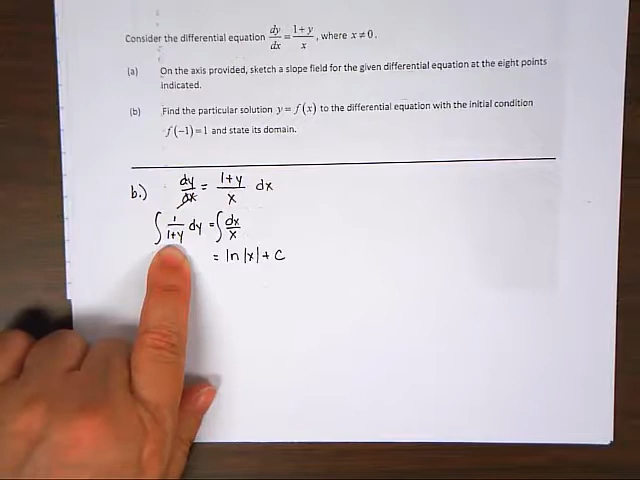 Consider the differential equation dy/dx = 1+y/x, where x≠0.
(a) On the axis provided, sketch a slope field for the given differential equation at the eight points
indicated.
(b) Find the particular solution y = f(x) to the differential equation with the initial condition
f(−1)=1 and state its domain.
b.) dy/dx = 1+y/x dx
∫ 1/1+y dy = ∫ dx/x
= ln|x|+c